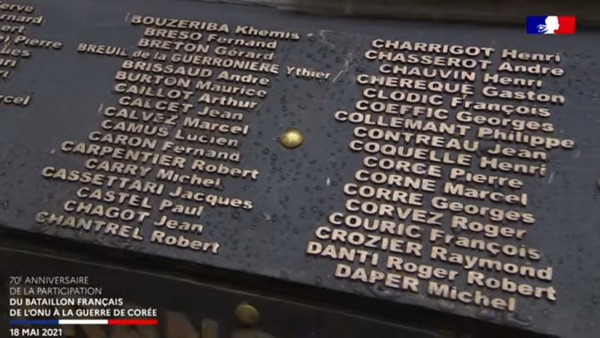 BOUZERIBA Khemis
BRESO Fernand
BRETON Gérard
BREUIL de la GUERRONIERE Ythier
BRISSAUD André
BURTON Maurice
CAILLOT Arthur
CALCET Jean
CALVEZ Marcel
CAMUS Lucien
CARON Fernand
CARPENTIER Robert
CARRY Michel
CASSETTARI Jacques
CASTEL Paul
CHAGOT Jean
CHANTREL Robert
CHARRIGOT Henri
CHASSEROT André
CHAUVIN Henri
CHEREQUE Gaston
CLODIC François
COEFFIC Georges
COLLEMANT Philippe
CONTREAU Jean
COQUELLE Henri
CORCE Pierre
CORNE Marcel
CORRE Georges
CORVEZ Roger
COURIC François
CROZIER Raymond
DANTI Roger Robert
DAPER Michel
70E ANNIVERSAIRE
DE LA PARTICIPATION
DU BATAILLON FRANÇAIS
DE L'ONU À LA GUERRE DE CORÉE
18 MAI 2021